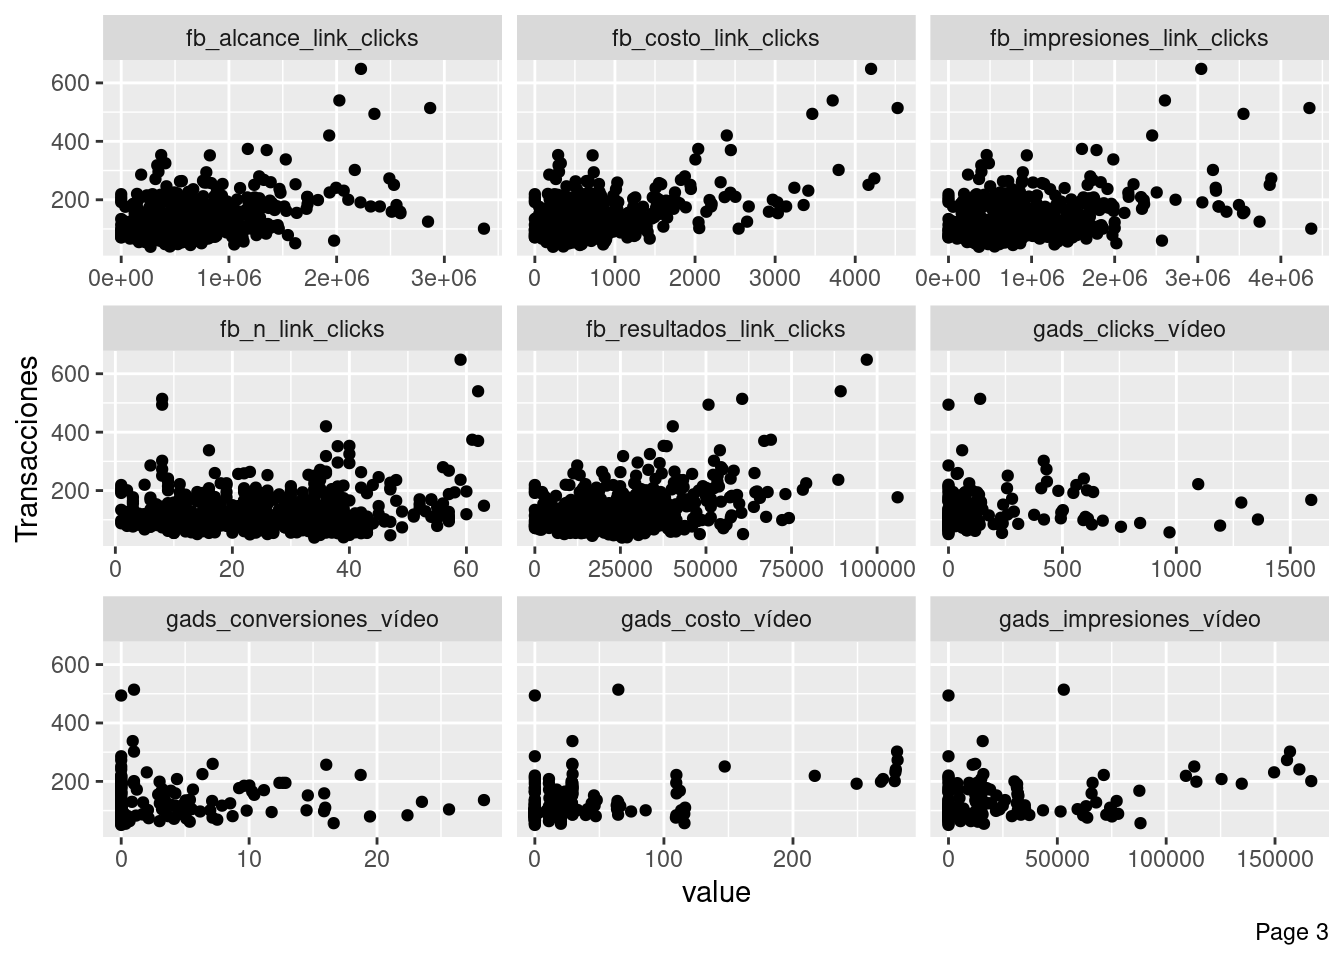 fb_alcance_link_clicks fb_costo_link_clicks fb_impresiones_link_clicks
600
400
200
0e+00 1e+06 2e+06 3e+06 0 1000 2000 3000 4000 0e+00 1e+06 2e+06 3e+06 4e+06
fb_n_link_clicks fb_resultados_link_clicks gads_clicks_vídeo
600
400
200
0 20 40 60 0 25000 50000 75000 100000 0 500 1000 1500
gads_conversiones_vídeo gads_costo_vídeo gads_impresiones_vídeo
600
400
200
0 10 20 0 100 200 0 50000 100000 150000
Transacciones
value
Page 3